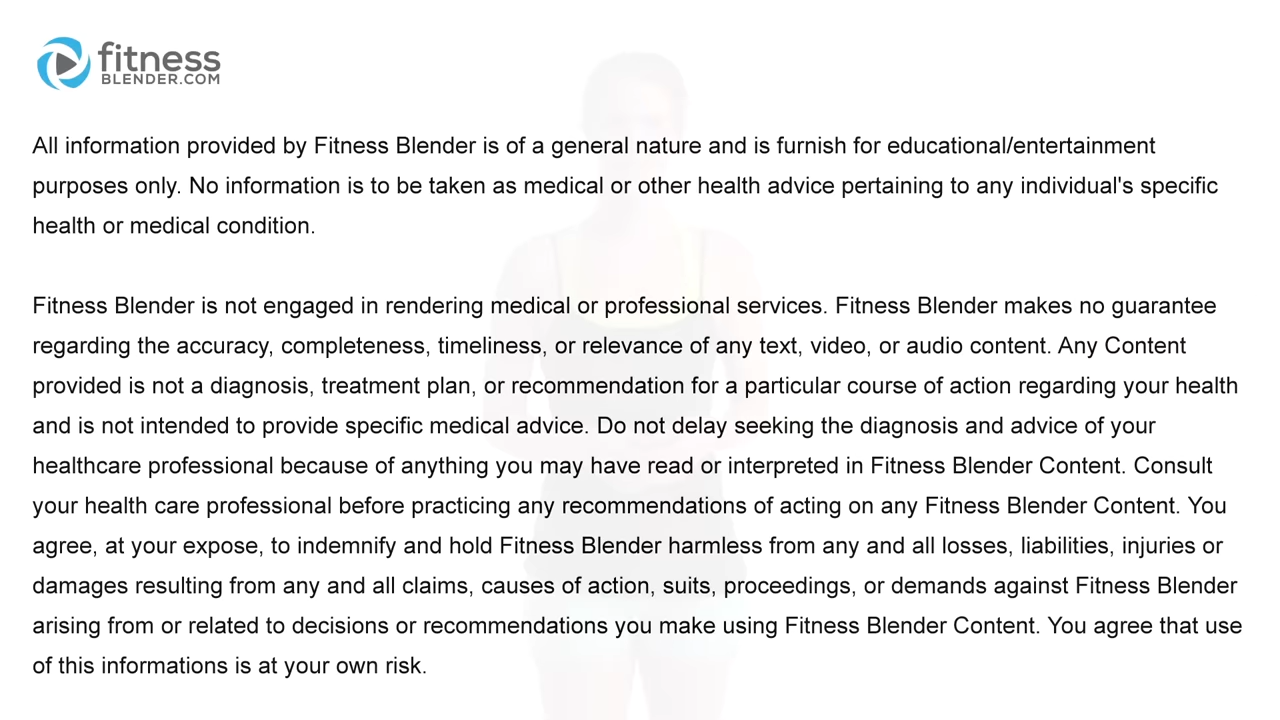 fitness
BLENDER.COM
All information provided by Fitness Blender is of a general nature and is furnish for educational/entertainment
purposes only. No information is to be taken as medical or other health advice pertaining to any individual's specific
health or medical condition.
Fitness Blender is not engaged in rendering medical or professional services. Fitness Blender makes no guarantee
regarding the accuracy, completeness, timeliness, or relevance of any text, video, or audio content. Any Content
provided is not a diagnosis, treatment plan, or recommendation for a particular course of action regarding your health
and is not intended to provide specific medical advice. Do not delay seeking the diagnosis and advice of your
healthcare professional because of anything you may have read or interpreted in Fitness Blender Content. Consult
your health care professional before practicing any recommendations of acting on any Fitness Blender Content. You
agree, at your expose, to indemnify and hold Fitness Blender harmless from any and all losses, liabilities, injuries or
damages resulting from any and all claims, causes of action, suits, proceedings, or demands against Fitness Blender
arising from or related to decisions or recommendations you make using Fitness Blender Content. You agree that use
of this informations is at your own risk.